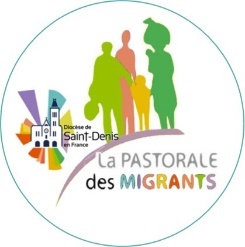 Diocèse de
Saint-Denis
en France
La PASTORALE
des MIGRANTS